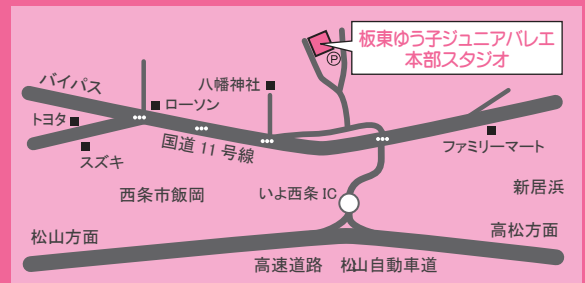 板東ゆう子ジュニアバレエ
本部スタジオ
P
バイパス
八幡神社
ローソン
トヨタ
スズキ
国道11号線
ファミリーマート
西条市飯岡
いよ西条IC
新居浜
松山方面
高松方面
高速道路 松山自動車道